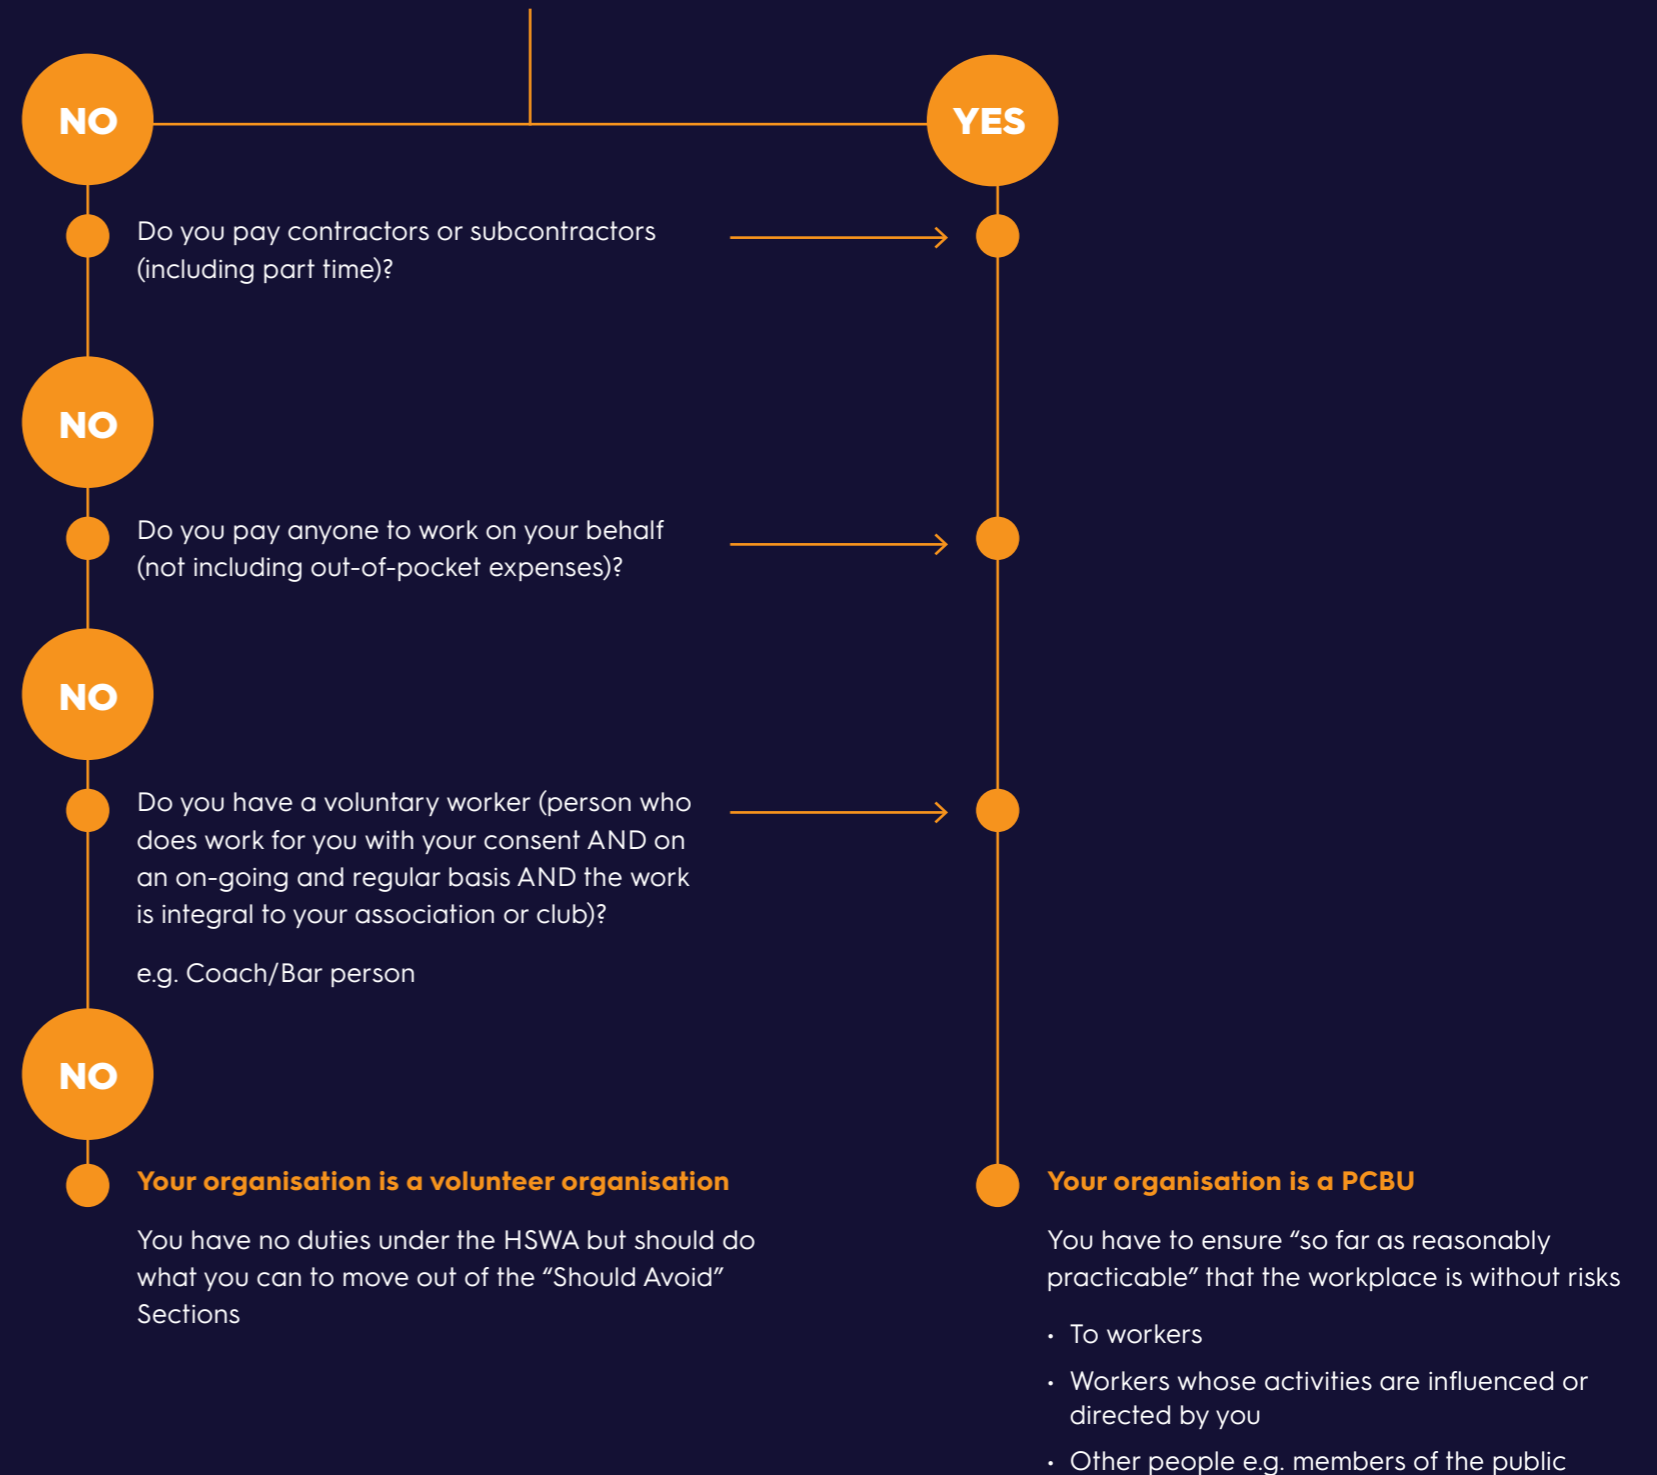 NO
YES
Do you pay contractors or subcontractors
(including part time)?
NO
Do you pay anyone to work on your behalf
(not including out-of-pocket expenses)?
NO
Do you have a voluntary worker (person who
does work for you with your consent AND on
an on-going and regular basis AND the work
is integral to your association or club)?
e.g. Coach/Bar person
NO
Your organisation is a volunteer organisation
You have no duties under the HSWA but should do
what you can to move out of the “Should Avoid”
Sections
Your organisation is a PCBU
You have to ensure “so far as reasonably
practicable” that the workplace is without risks
• To workers
• Workers whose activities are influenced or
directed by you
• Other people e.g. members of the public